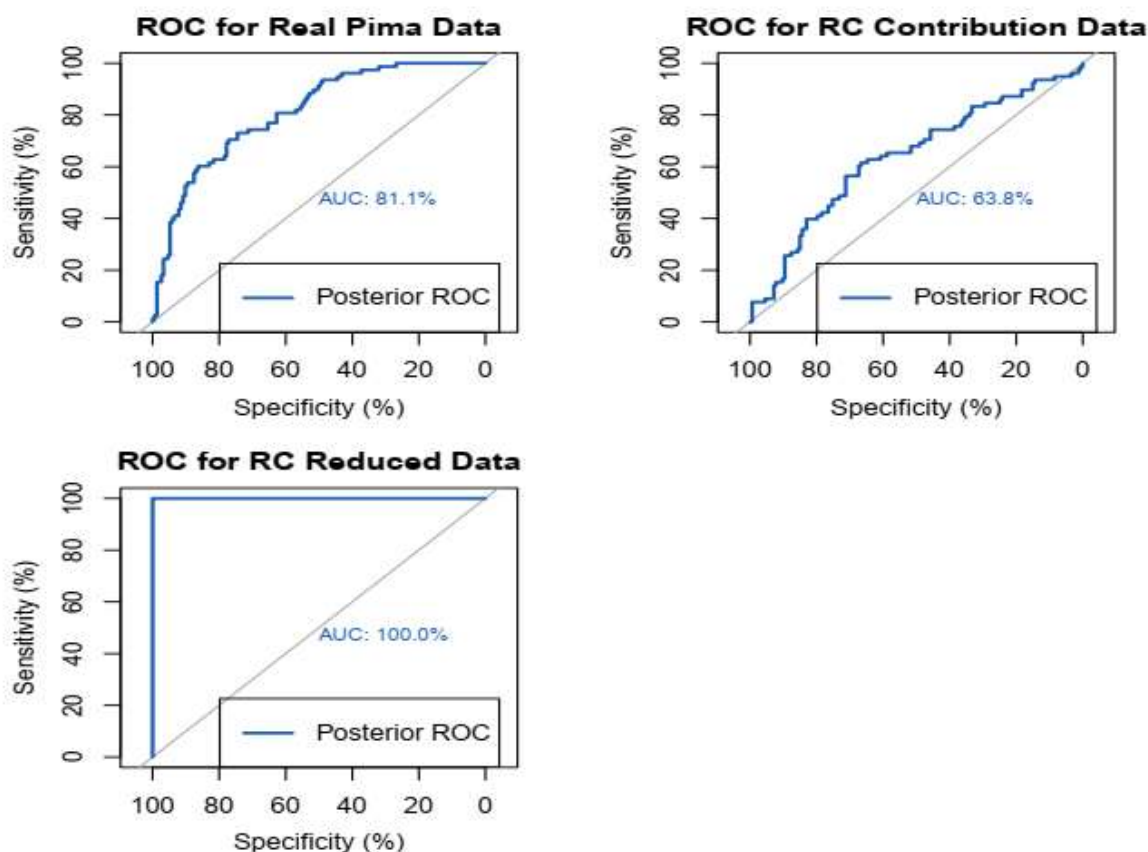 ROC for Real Pima Data
Sensitivity (%)
100
80
60
40
20
0
AUC: 81.1%
Posterior ROC
100 80 60 40 20 0
Specificity (%)
ROC for RC Contribution Data
Sensitivity (%)
100
80
60
40
20
0
AUC: 63.8%
Posterior ROC
100 80 60 40 20 0
Specificity (%)
ROC for RC Reduced Data
Sensitivity (%)
100
80
60
40
20
0
AUC: 100.0%
Posterior ROC
100 80 60 40 20 0
Specificity (%)